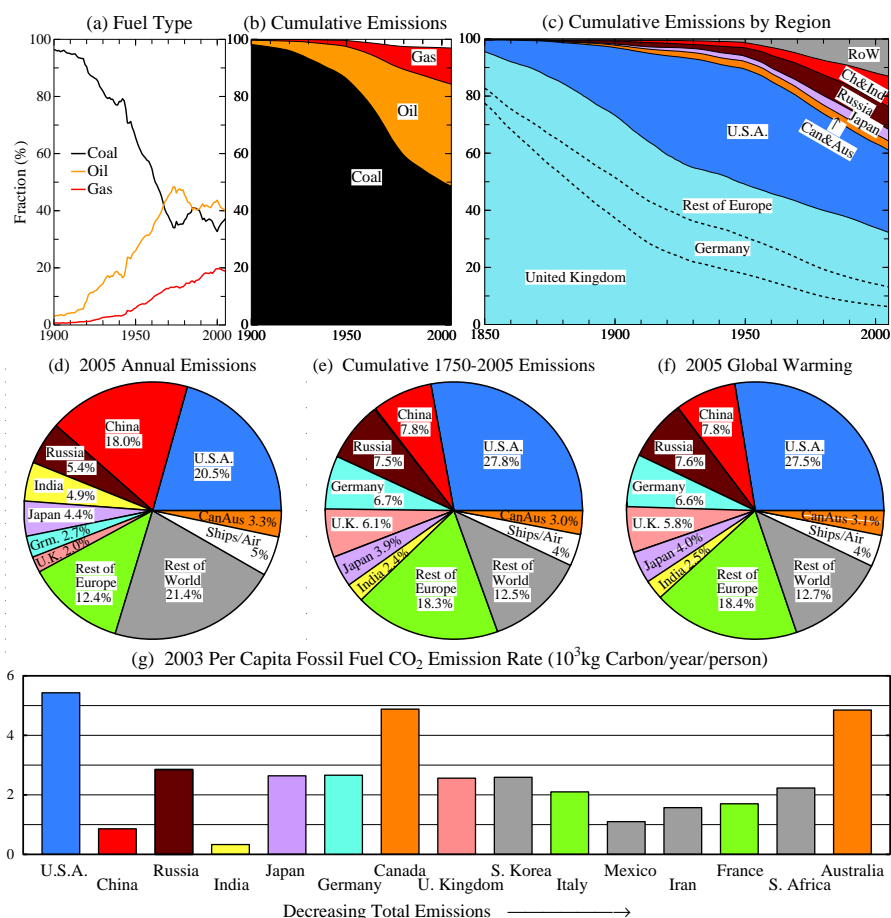 (a) Fuel Type
(b) Cumulative Emissions
(c) Cumulative Emissions by Region
Fraction (%)
100
80
60
40
20
0
Coal
Oil
Gas
1900
1950
2000
100
Gas
Oil
Coal
1900
1950
2000
100
80
60
40
20
0
RoW
Ch&Ind
Russia
Japan
Can&Aus
→
U.S.A.
Rest of Europe
Germany
United Kingdom
1850
1900
1950
2000
(d) 2005 Annual Emissions
China
18.0%
U.S.A.
20.5%
Russia
5.4%
India
4.9%
Japan 4.4%
Grm. 2.7%
U.K. 2.0%
Rest of
Europe
12.4%
Rest of
World
21.4%
Ships/Air
5%
CanAus 3.3%
(e) Cumulative 1750-2005 Emissions
China
7.8%
U.S.A.
27.8%
Russia
7.5%
Germany
6.7%
U.K. 6.1%
Japan 3.9%
India 2.4%
Rest of
Europe
18.3%
Rest of
World
12.5%
Ships/Air
4%
CanAus 3.0%
(f) 2005 Global Warming
China
7.8%
U.S.A.
27.5%
Russia
7.6%
Germany
6.6%
U.K. 5.8%
Japan 4.0%
India 2.5%
Rest of
Europe
18.4%
Rest of
World
12.7%
Ships/Air
4%
CanAus 3.1%
(g) 2003 Per Capita Fossil Fuel CO₂ Emission Rate (10³kg Carbon/year/person)
6
4
2
0
U.S.A.
China
Russia
India
Japan
Germany
Canada
U. Kingdom
S. Korea
Italy
Mexico
Iran
France
S. Africa
Australia
Decreasing Total Emissions ⟶